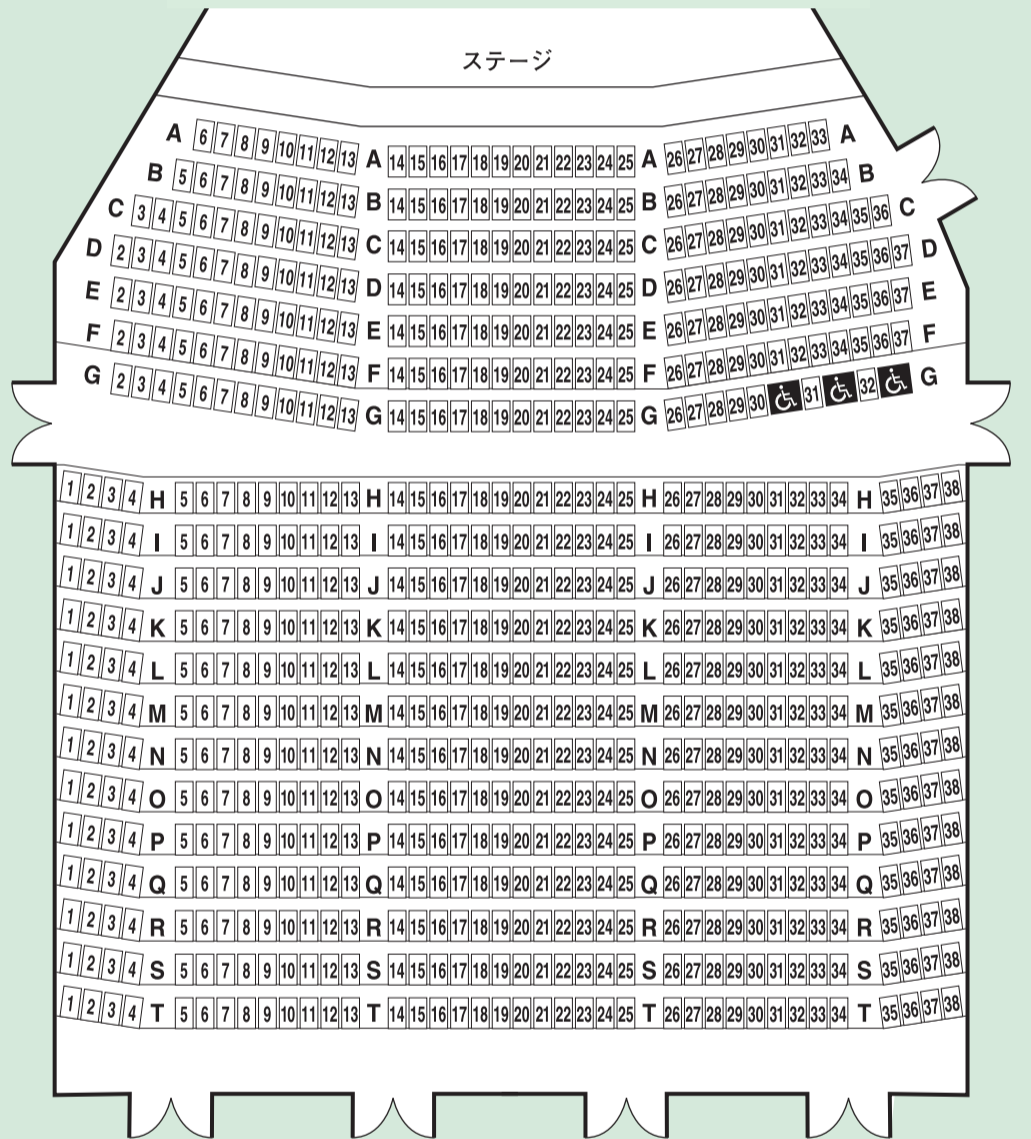 ステージ
A 6 7 8 9 10 11 12 13 A 14 15 16 17 18 19 20 21 22 23 24 25 A 26 27 28 29 30 31 32 33 A
B 5 6 7 8 9 10 11 12 13 B 14 15 16 17 18 19 20 21 22 23 24 25 B 26 27 28 29 30 31 32 33 34 B
C 3 4 5 6 7 8 9 10 11 12 13 C 14 15 16 17 18 19 20 21 22 23 24 25 C 26 27 28 29 30 31 32 33 34 35 36 C
D 2 3 4 5 6 7 8 9 10 11 12 13 D 14 15 16 17 18 19 20 21 22 23 24 25 D 26 27 28 29 30 31 32 33 34 35 36 37 D
E 2 3 4 5 6 7 8 9 10 11 12 13 E 14 15 16 17 18 19 20 21 22 23 24 25 E 26 27 28 29 30 31 32 33 34 35 36 37 E
F 2 3 4 5 6 7 8 9 10 11 12 13 F 14 15 16 17 18 19 20 21 22 23 24 25 F 26 27 28 29 30 31 32 33 34 35 36 37 F
G 2 3 4 5 6 7 8 9 10 11 12 13 G 14 15 16 17 18 19 20 21 22 23 24 25 G 26 27 28 29 30 31 32 G
1 2 3 4 H 5 6 7 8 9 10 11 12 13 H 14 15 16 17 18 19 20 21 22 23 24 25 H 26 27 28 29 30 31 32 33 34 H 35 36 37 38
1 2 3 4 I 5 6 7 8 9 10 11 12 13 I 14 15 16 17 18 19 20 21 22 23 24 25 I 26 27 28 29 30 31 32 33 34 I 35 36 37 38
1 2 3 4 J 5 6 7 8 9 10 11 12 13 J 14 15 16 17 18 19 20 21 22 23 24 25 J 26 27 28 29 30 31 32 33 34 J 35 36 37 38
1 2 3 4 K 5 6 7 8 9 10 11 12 13 K 14 15 16 17 18 19 20 21 22 23 24 25 K 26 27 28 29 30 31 32 33 34 K 35 36 37 38
1 2 3 4 L 5 6 7 8 9 10 11 12 13 L 14 15 16 17 18 19 20 21 22 23 24 25 L 26 27 28 29 30 31 32 33 34 L 35 36 37 38
1 2 3 4 M 5 6 7 8 9 10 11 12 13 M 14 15 16 17 18 19 20 21 22 23 24 25 M 26 27 28 29 30 31 32 33 34 M 35 36 37 38
1 2 3 4 N 5 6 7 8 9 10 11 12 13 N 14 15 16 17 18 19 20 21 22 23 24 25 N 26 27 28 29 30 31 32 33 34 N 35 36 37 38
1 2 3 4 O 5 6 7 8 9 10 11 12 13 O 14 15 16 17 18 19 20 21 22 23 24 25 O 26 27 28 29 30 31 32 33 34 O 35 36 37 38
1 2 3 4 P 5 6 7 8 9 10 11 12 13 P 14 15 16 17 18 19 20 21 22 23 24 25 P 26 27 28 29 30 31 32 33 34 P 35 36 37 38
1 2 3 4 Q 5 6 7 8 9 10 11 12 13 Q 14 15 16 17 18 19 20 21 22 23 24 25 Q 26 27 28 29 30 31 32 33 34 Q 35 36 37 38
1 2 3 4 R 5 6 7 8 9 10 11 12 13 R 14 15 16 17 18 19 20 21 22 23 24 25 R 26 27 28 29 30 31 32 33 34 R 35 36 37 38
1 2 3 4 S 5 6 7 8 9 10 11 12 13 S 14 15 16 17 18 19 20 21 22 23 24 25 S 26 27 28 29 30 31 32 33 34 S 35 36 37 38
1 2 3 4 T 5 6 7 8 9 10 11 12 13 T 14 15 16 17 18 19 20 21 22 23 24 25 T 26 27 28 29 30 31 32 33 34 T 35 36 37 38